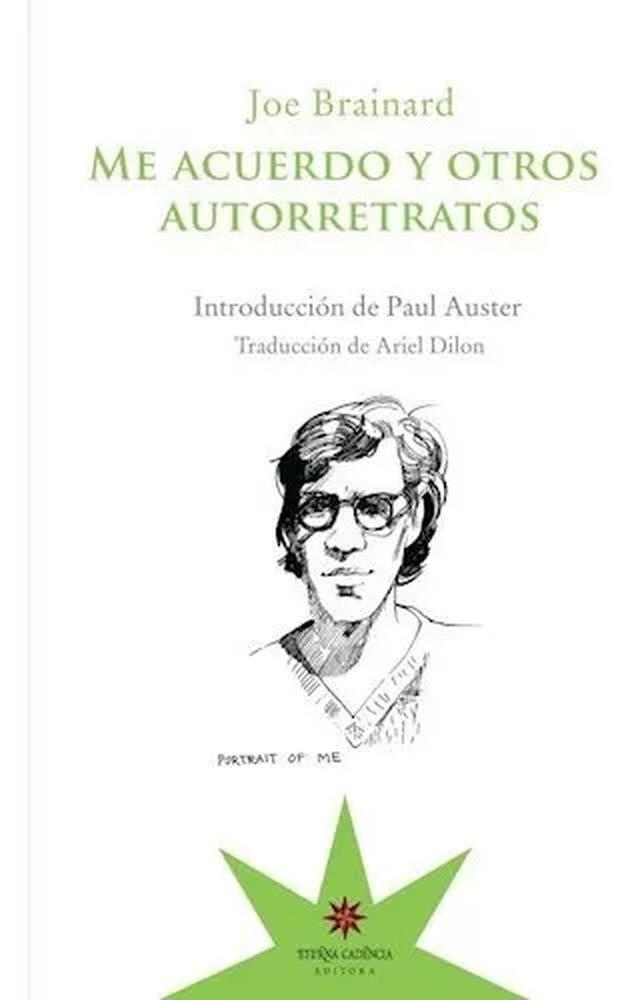 Joe Brainard
ME ACUERDO Y OTROS
AUTORRETRATOS
Introducción de Paul Auster
Traducción de Ariel Dilon
PORTRAIT OF ME
ETERNA CADENCIA
EDITORA